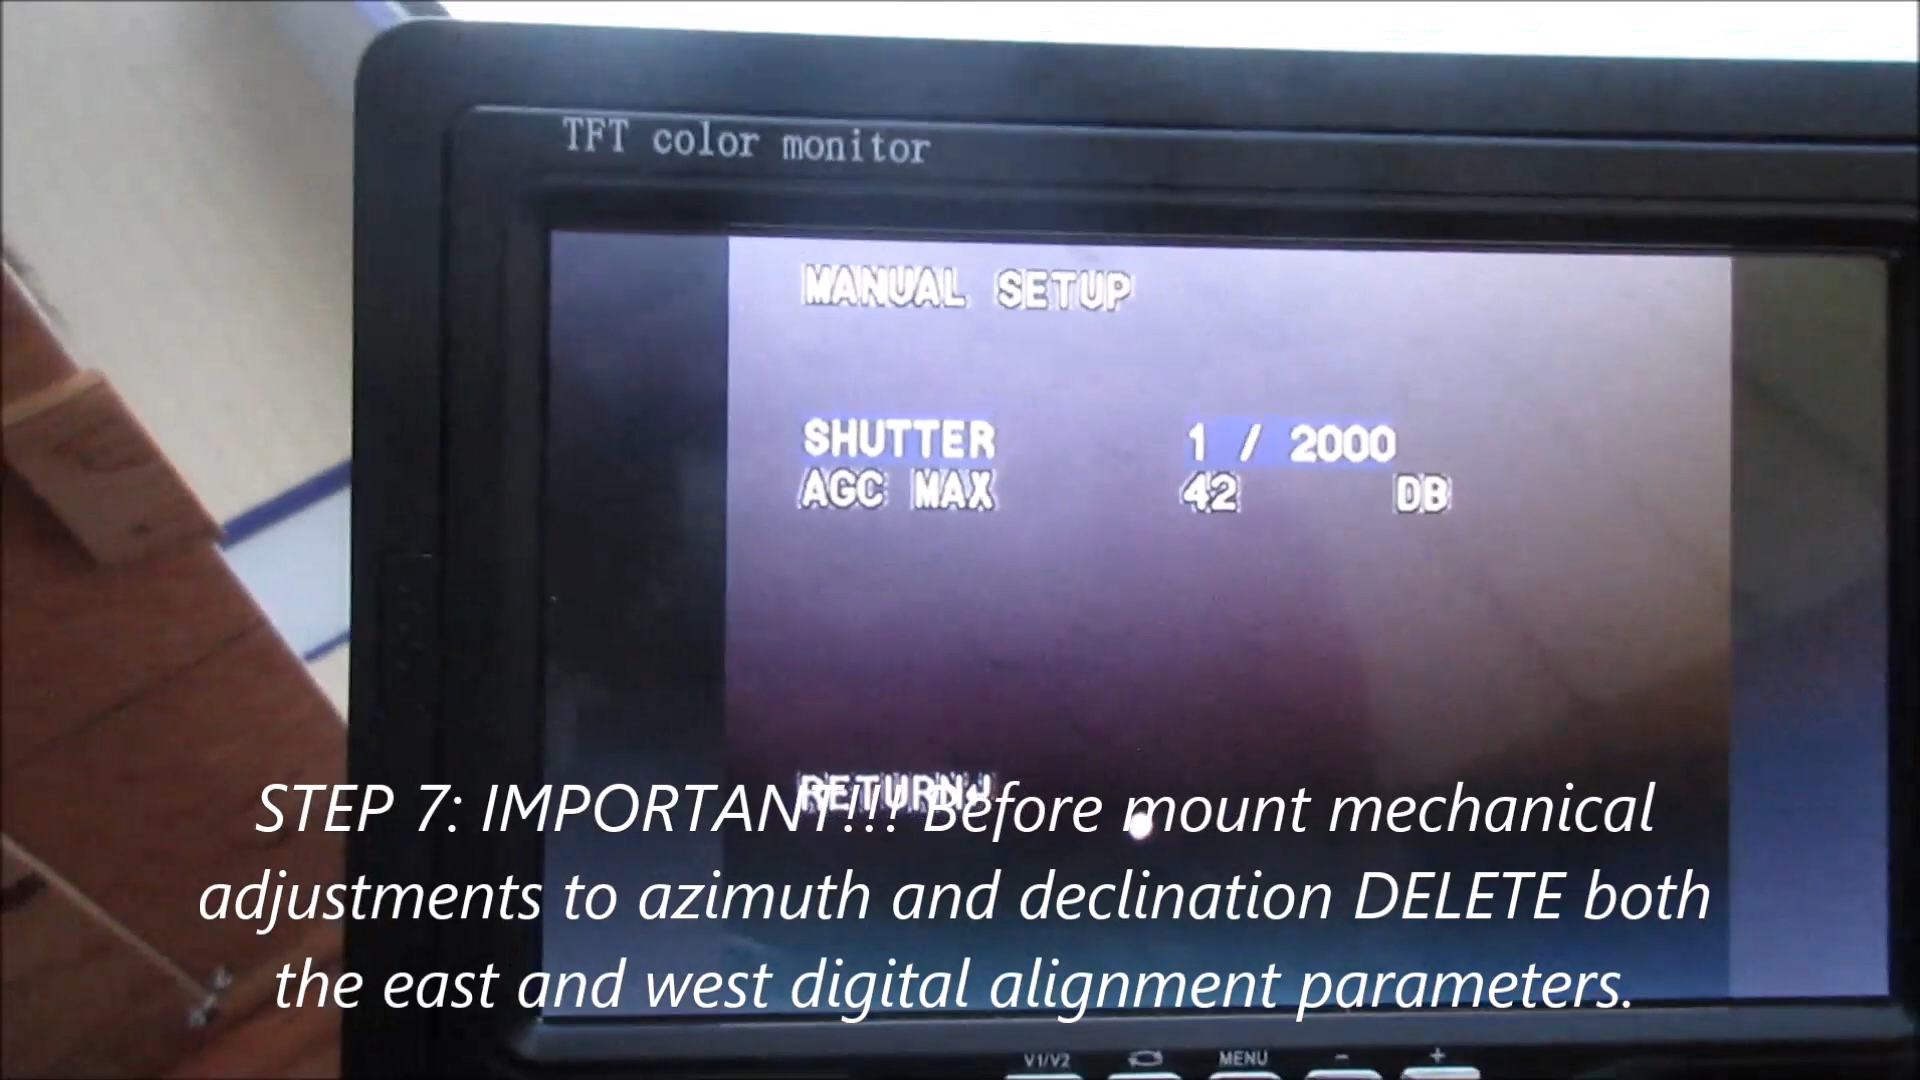 TFT color monitor
MANUAL SETUP
SHUTTER 1 / 2000
AGC MAX 42 DB
RETURN↲
STEP 7: IMPORTANT!!! Before mount mechanical
adjustments to azimuth and declination DELETE both
the east and west digital alignment parameters.
V1/V2 MENU - +